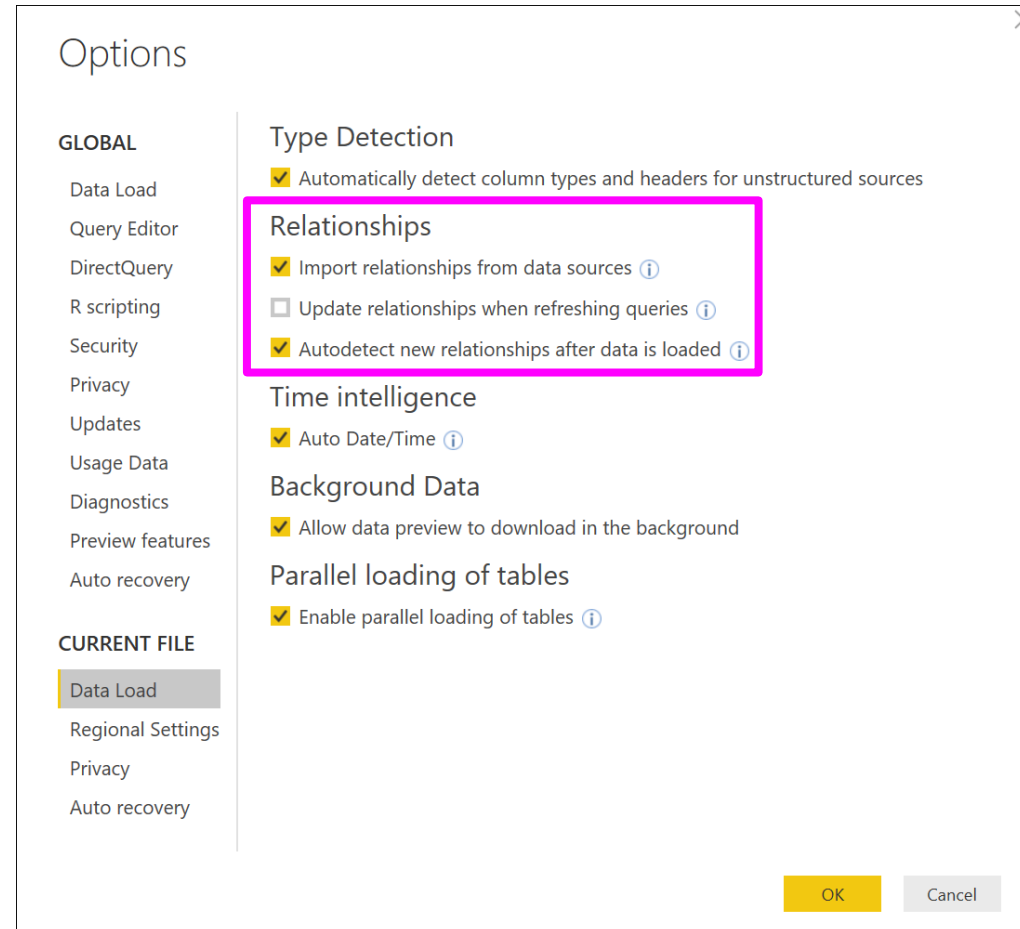 Options
GLOBAL
Data Load
Query Editor
DirectQuery
R scripting
Security
Privacy
Updates
Usage Data
Diagnostics
Preview features
Auto recovery
CURRENT FILE
Data Load
Regional Settings
Privacy
Auto recovery
Type Detection
Automatically detect column types and headers for unstructured sources
Relationships
Import relationships from data sources
Update relationships when refreshing queries
Autodetect new relationships after data is loaded
Time intelligence
Auto Date/Time
Background Data
Allow data preview to download in the background
Parallel loading of tables
Enable parallel loading of tables
OK
Cancel